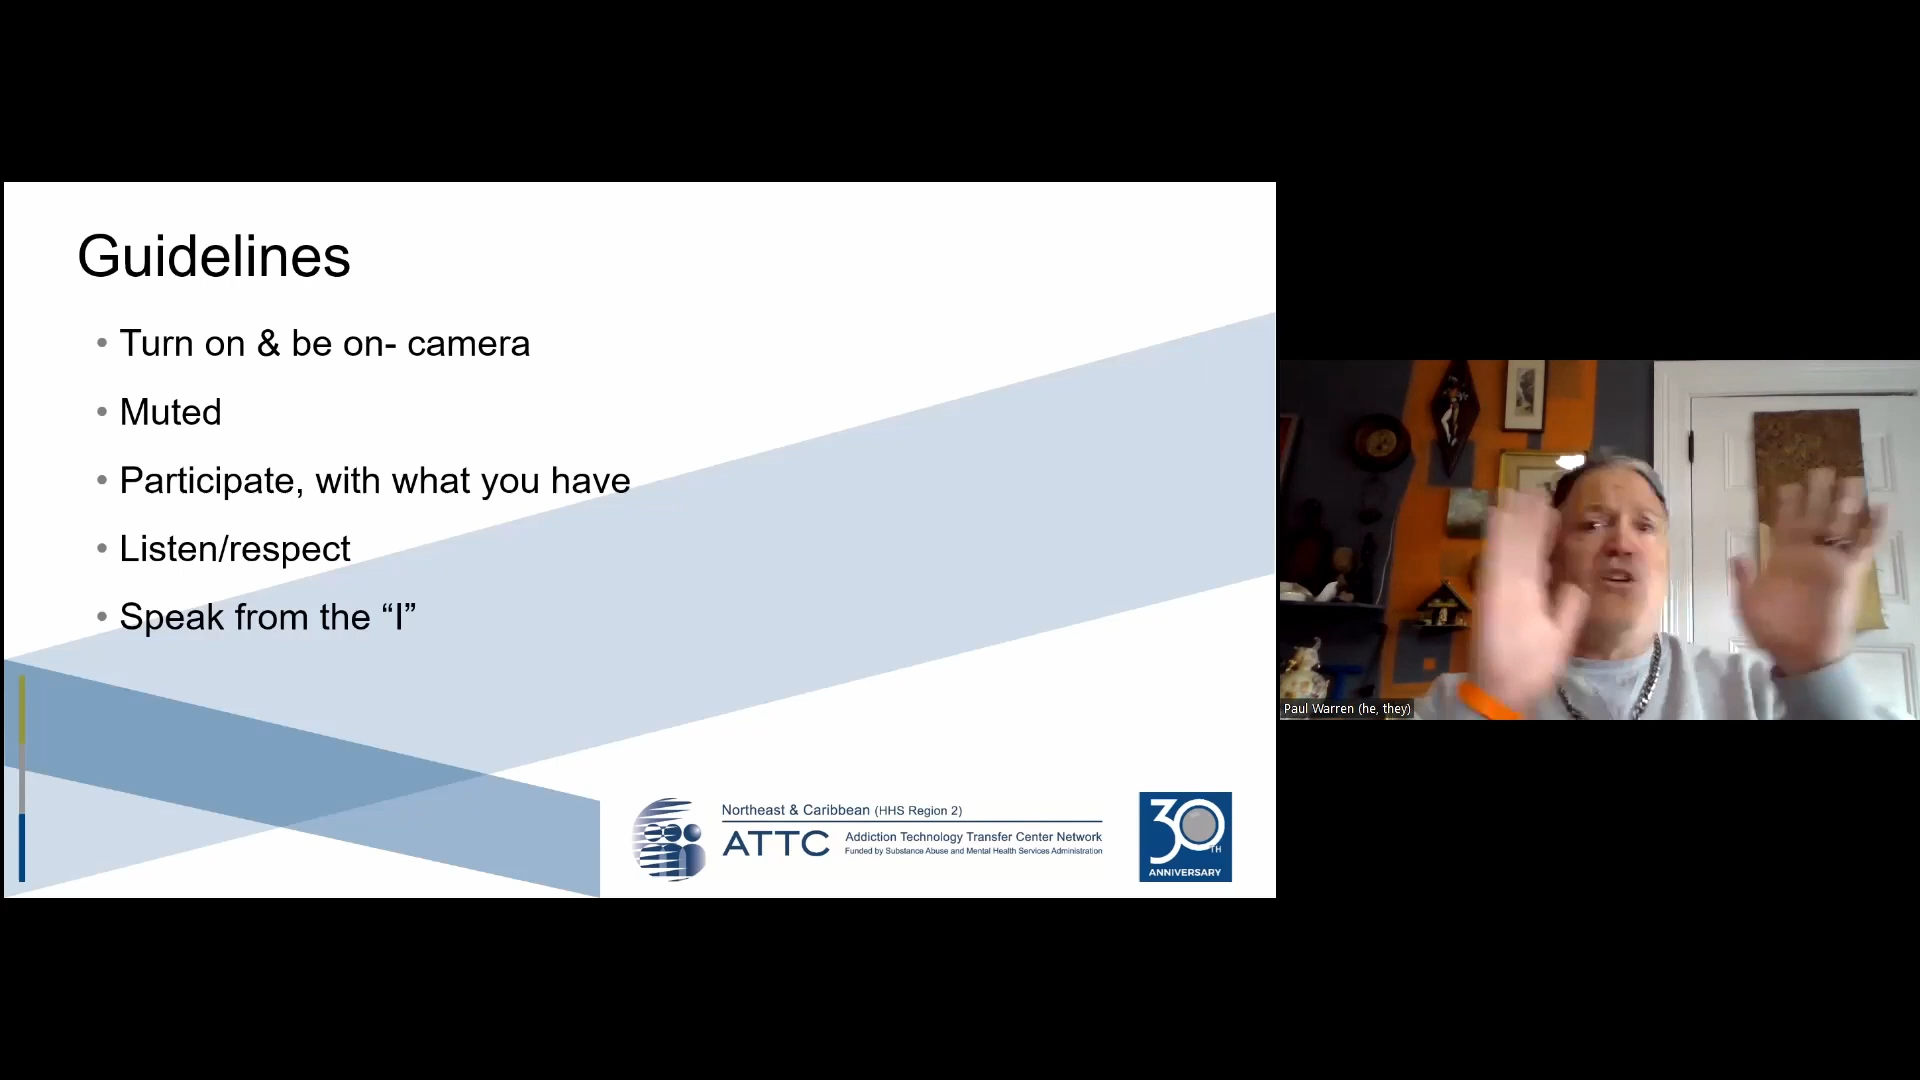 Guidelines
• Turn on & be on- camera
• Muted
• Participate, with what you have
• Listen/respect
• Speak from the “I”
Northeast & Caribbean (HHS Region 2)
ATTC
Addiction Technology Transfer Center Network
Funded by Substance Abuse and Mental Health Services Administration
30TH
ANNIVERSARY
Paul Warren (he, they)